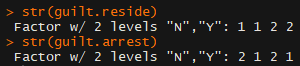 > str(guilt.reside)
 Factor w/ 2 levels "N","Y": 1 1 2 2
> str(guilt.arrest)
 Factor w/ 2 levels "N","Y": 2 1 2 1